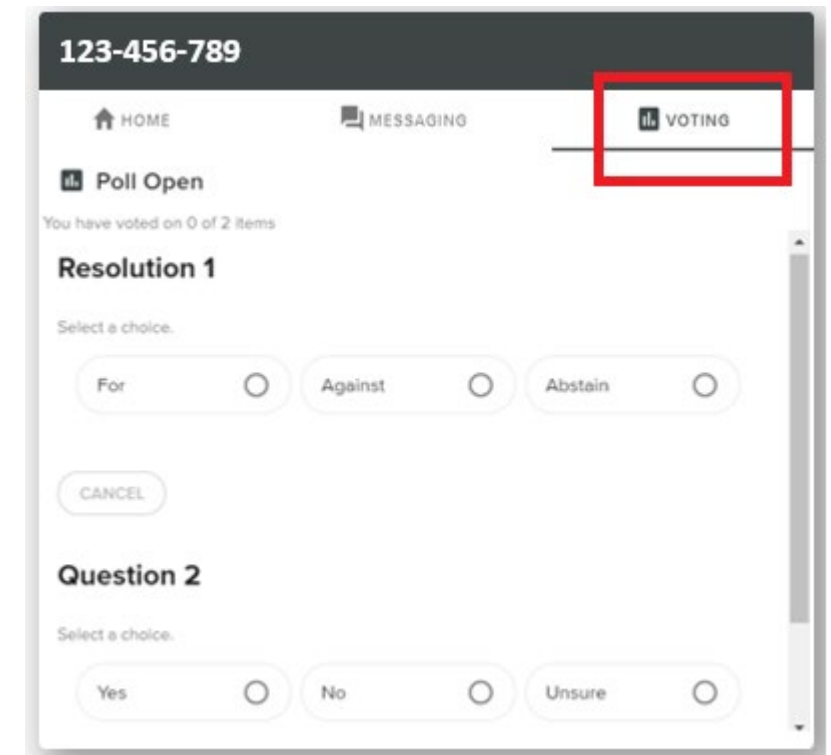 123-456-789
HOME MESSAGING VOTING
Poll Open
You have voted on 0 of 2 items
Resolution 1
Select a choice.
For Against Abstain
CANCEL
Question 2
Select a choice.
Yes No Unsure